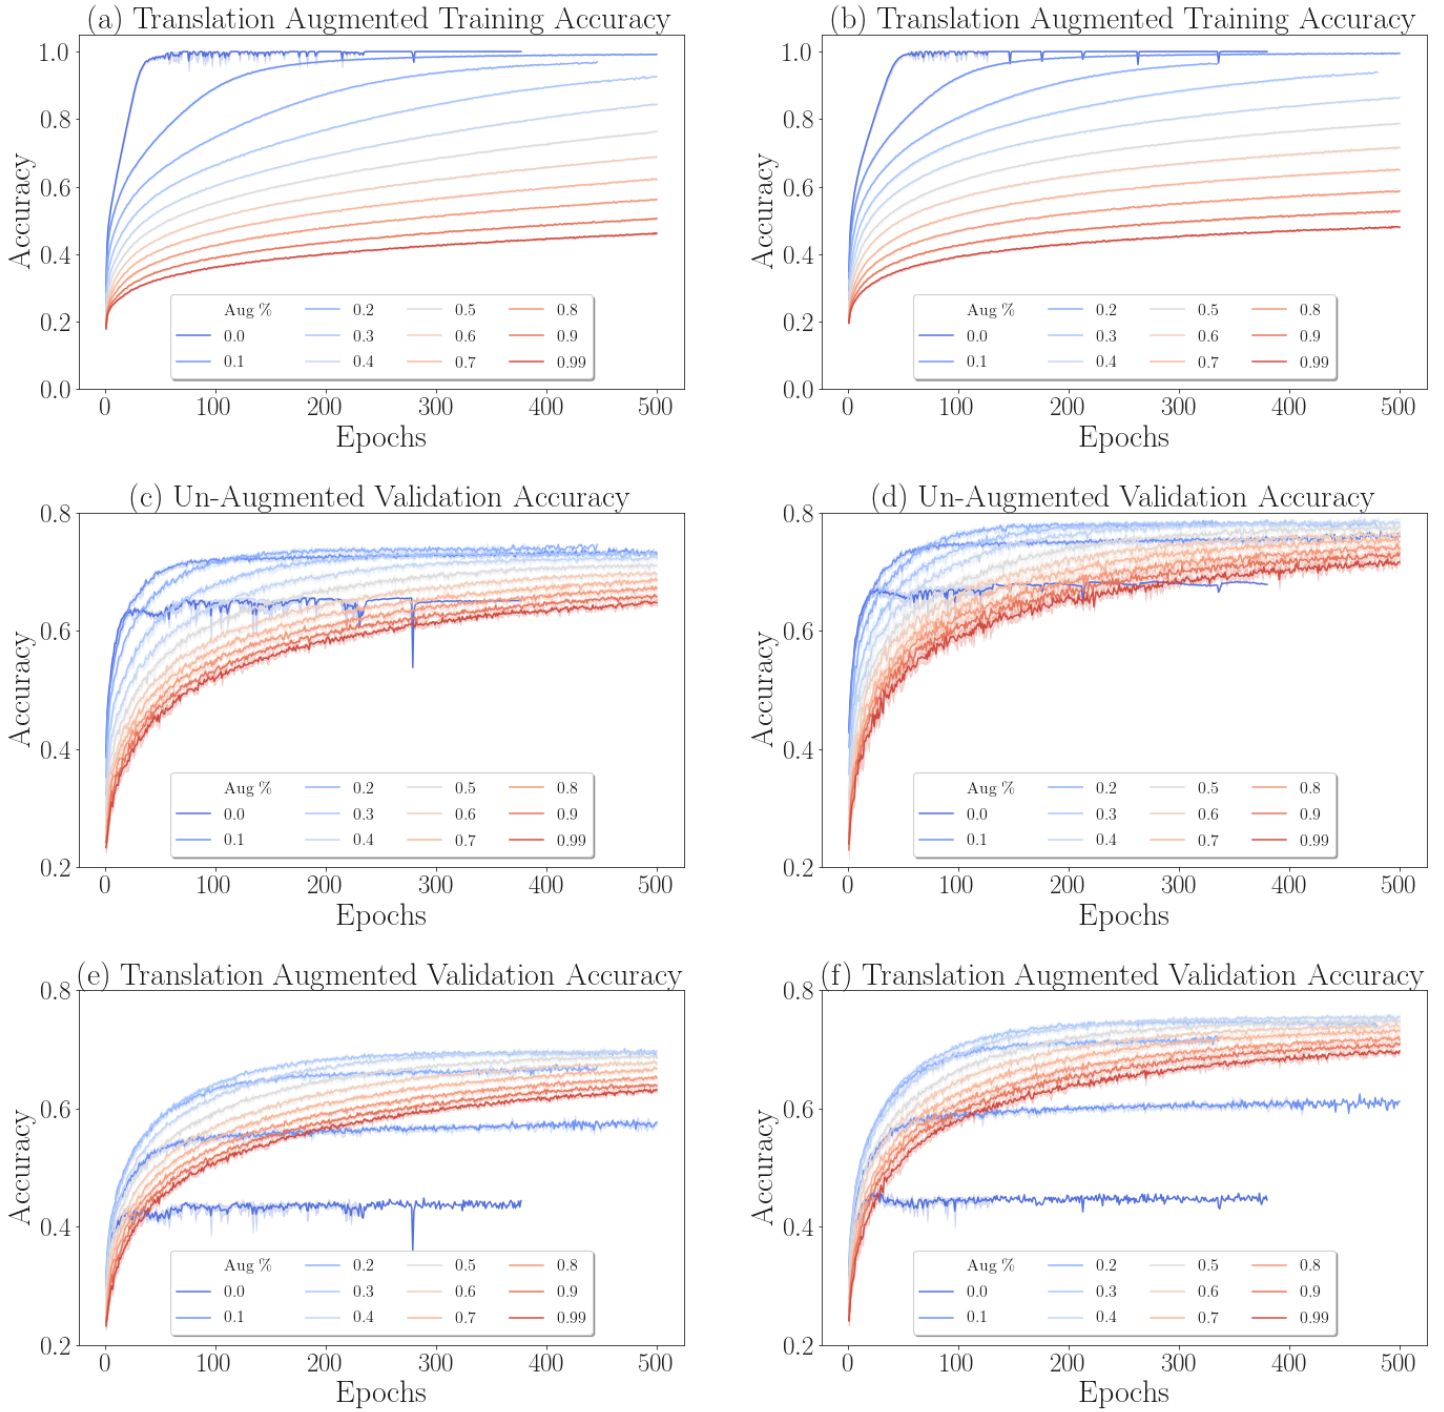 (a) Translation Augmented Training Accuracy
Accuracy
1.0
0.8
0.6
0.4
0.2
0.0
Aug % 0.2 0.5 0.8
0.0 0.3 0.6 0.9
0.1 0.4 0.7 0.99
0 100 200 300 400 500
Epochs
(b) Translation Augmented Training Accuracy
Accuracy
1.0
0.8
0.6
0.4
0.2
0.0
Aug % 0.2 0.5 0.8
0.0 0.3 0.6 0.9
0.1 0.4 0.7 0.99
0 100 200 300 400 500
Epochs
(c) Un-Augmented Validation Accuracy
Accuracy
0.8
0.6
0.4
0.2
Aug % 0.2 0.5 0.8
0.0 0.3 0.6 0.9
0.1 0.4 0.7 0.99
0 100 200 300 400 500
Epochs
(d) Un-Augmented Validation Accuracy
Accuracy
0.8
0.6
0.4
0.2
Aug % 0.2 0.5 0.8
0.0 0.3 0.6 0.9
0.1 0.4 0.7 0.99
0 100 200 300 400 500
Epochs
(e) Translation Augmented Validation Accuracy
Accuracy
0.8
0.6
0.4
0.2
Aug % 0.2 0.5 0.8
0.0 0.3 0.6 0.9
0.1 0.4 0.7 0.99
0 100 200 300 400 500
Epochs
(f) Translation Augmented Validation Accuracy
Accuracy
0.8
0.6
0.4
0.2
Aug % 0.2 0.5 0.8
0.0 0.3 0.6 0.9
0.1 0.4 0.7 0.99
0 100 200 300 400 500
Epochs